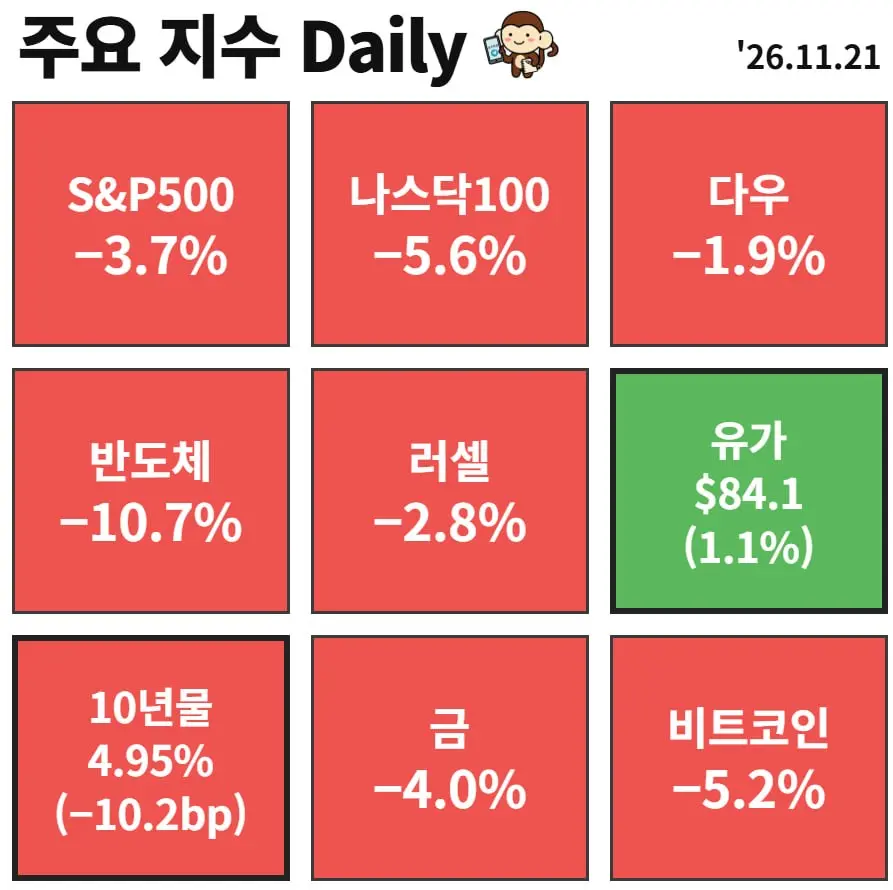 주요 지수 Daily
'26.11.21
S&P500
−3.7%
나스닥100
−5.6%
다우
−1.9%
반도체
−10.7%
러셀
−2.8%
유가
$84.1
(1.1%)
10년물
4.95%
(−10.2bp)
금
−4.0%
비트코인
−5.2%